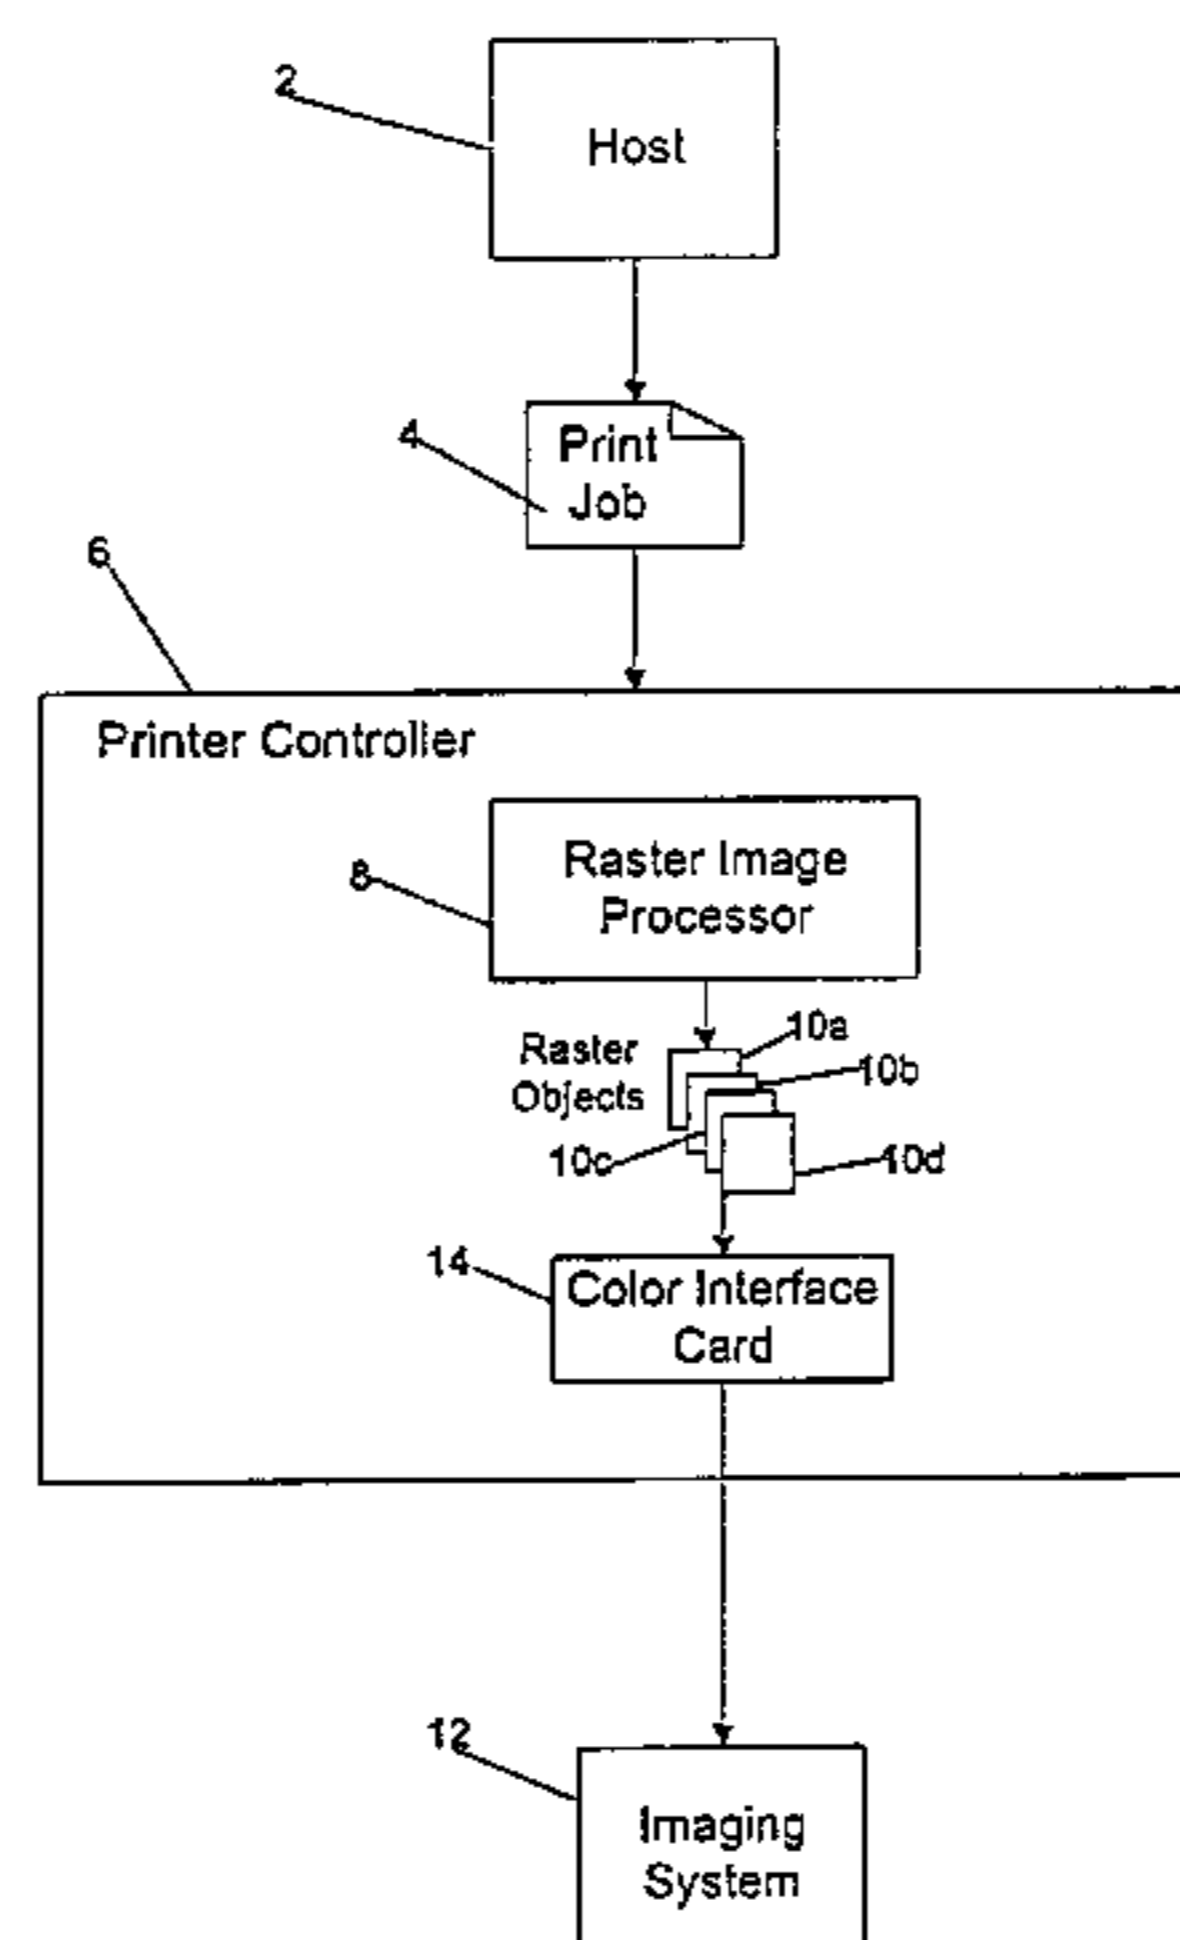 2
Host
4
Print
Job
6
Printer Controller
8
Raster Image
Processor
Raster
Objects
10a
10b
10c
10d
14
Color Interface
Card
12
Imaging
System